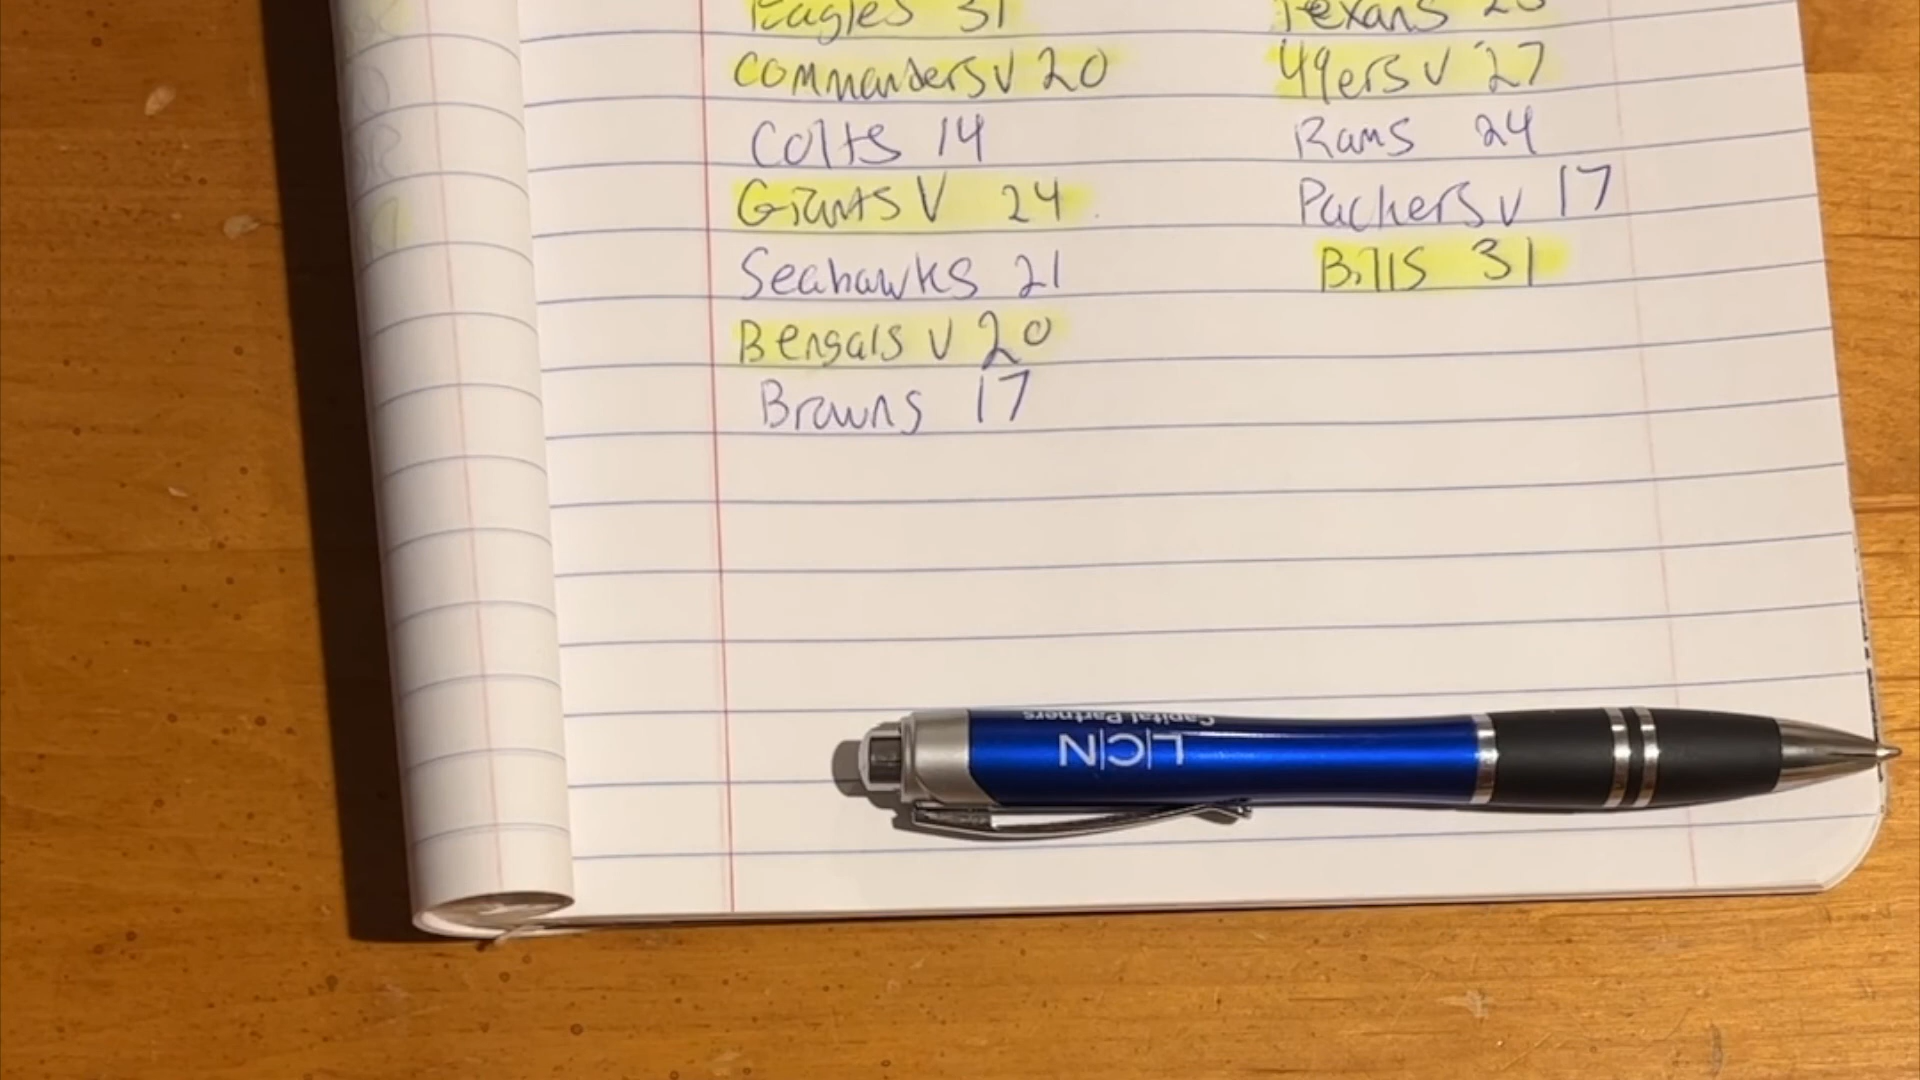 Eagles 31
Commanders v 20
Colts 14
Giants v 24
Seahawks 21
Bengals v 20
Browns 17
Texans
49ers v 27
Rams 24
Packers v 17
Bills 31
L|C|N
Capital Partners